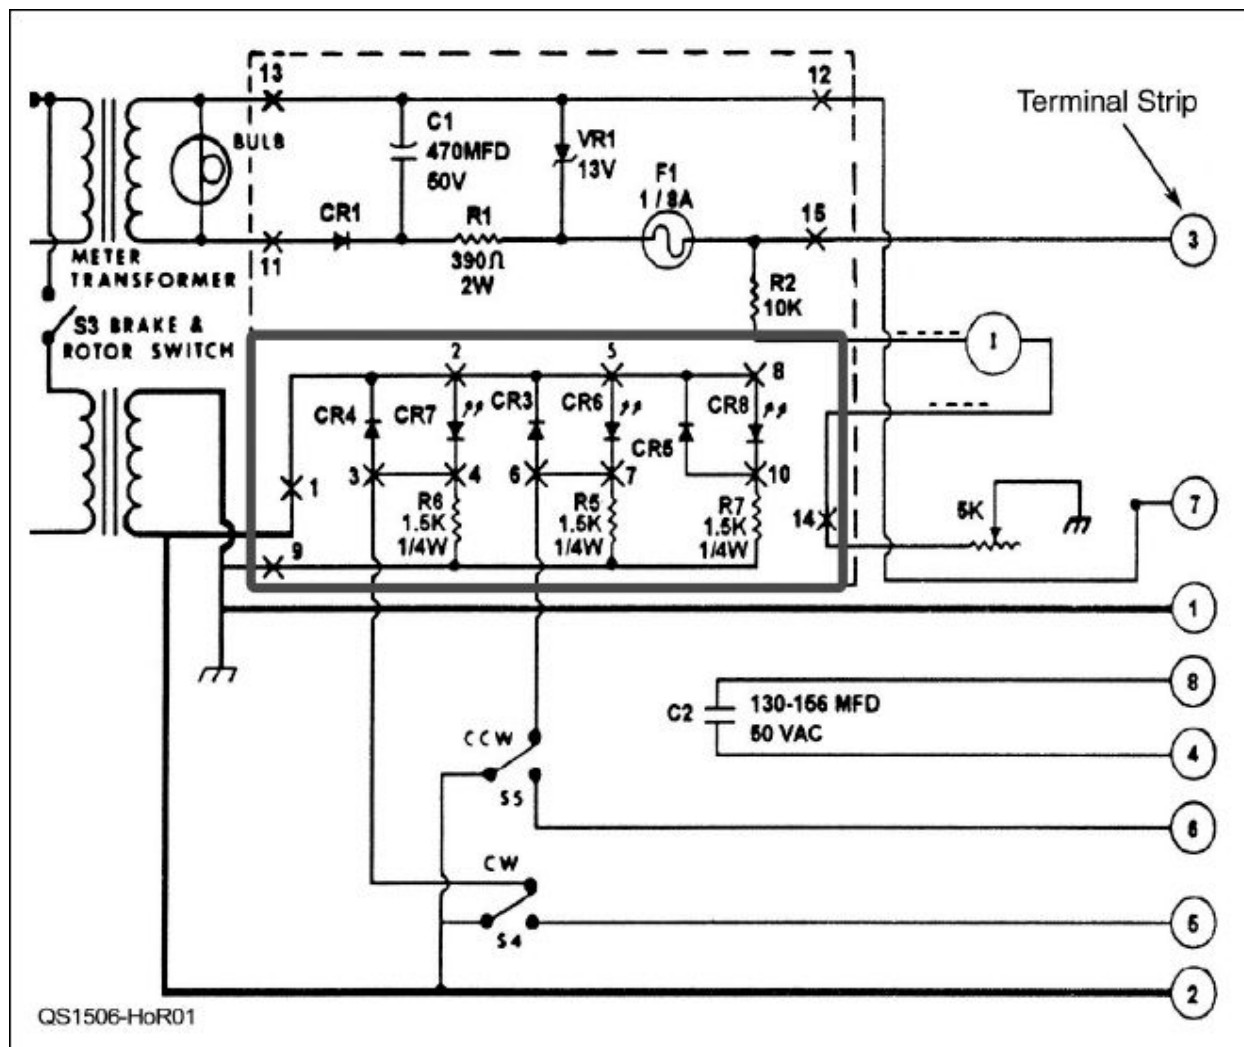 13
12
Terminal Strip
BULB
C1
470MFD
50V
VR1
13V
F1
1/8A
CR1
R1
15
3
11
390Ω
2W
METER
TRANSFORMER
R2
10K
S3 BRAKE &
ROTOR SWITCH
I
2
5
8
CR4
CR7
CR3
CR6
CR5
CR8
3
4
6
7
10
1
R6
1.5K
1/4W
R5
1.5K
1/4W
R7
1.5K
1/4W
14
5K
7
9
1
8
C2
130-156 MFD
50 VAC
4
CCW
S5
6
CW
S4
5
2
QS1506-HoR01